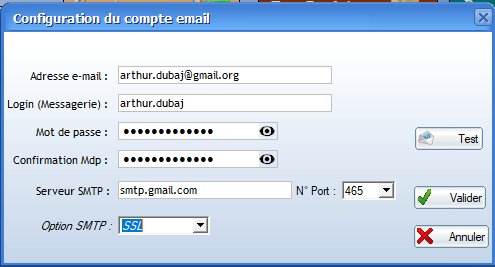 Configuration du compte email
Adresse e-mail : arthur.dubaj@gmail.org
Login (Messagerie) : arthur.dubaj
Mot de passe : ●●●●●●●●●●●●●
Test
Confirmation Mdp : ●●●●●●●●●●●●●
Serveur SMTP : smtp.gmail.com N° Port : 465
Valider
Option SMTP : SSL
Annuler